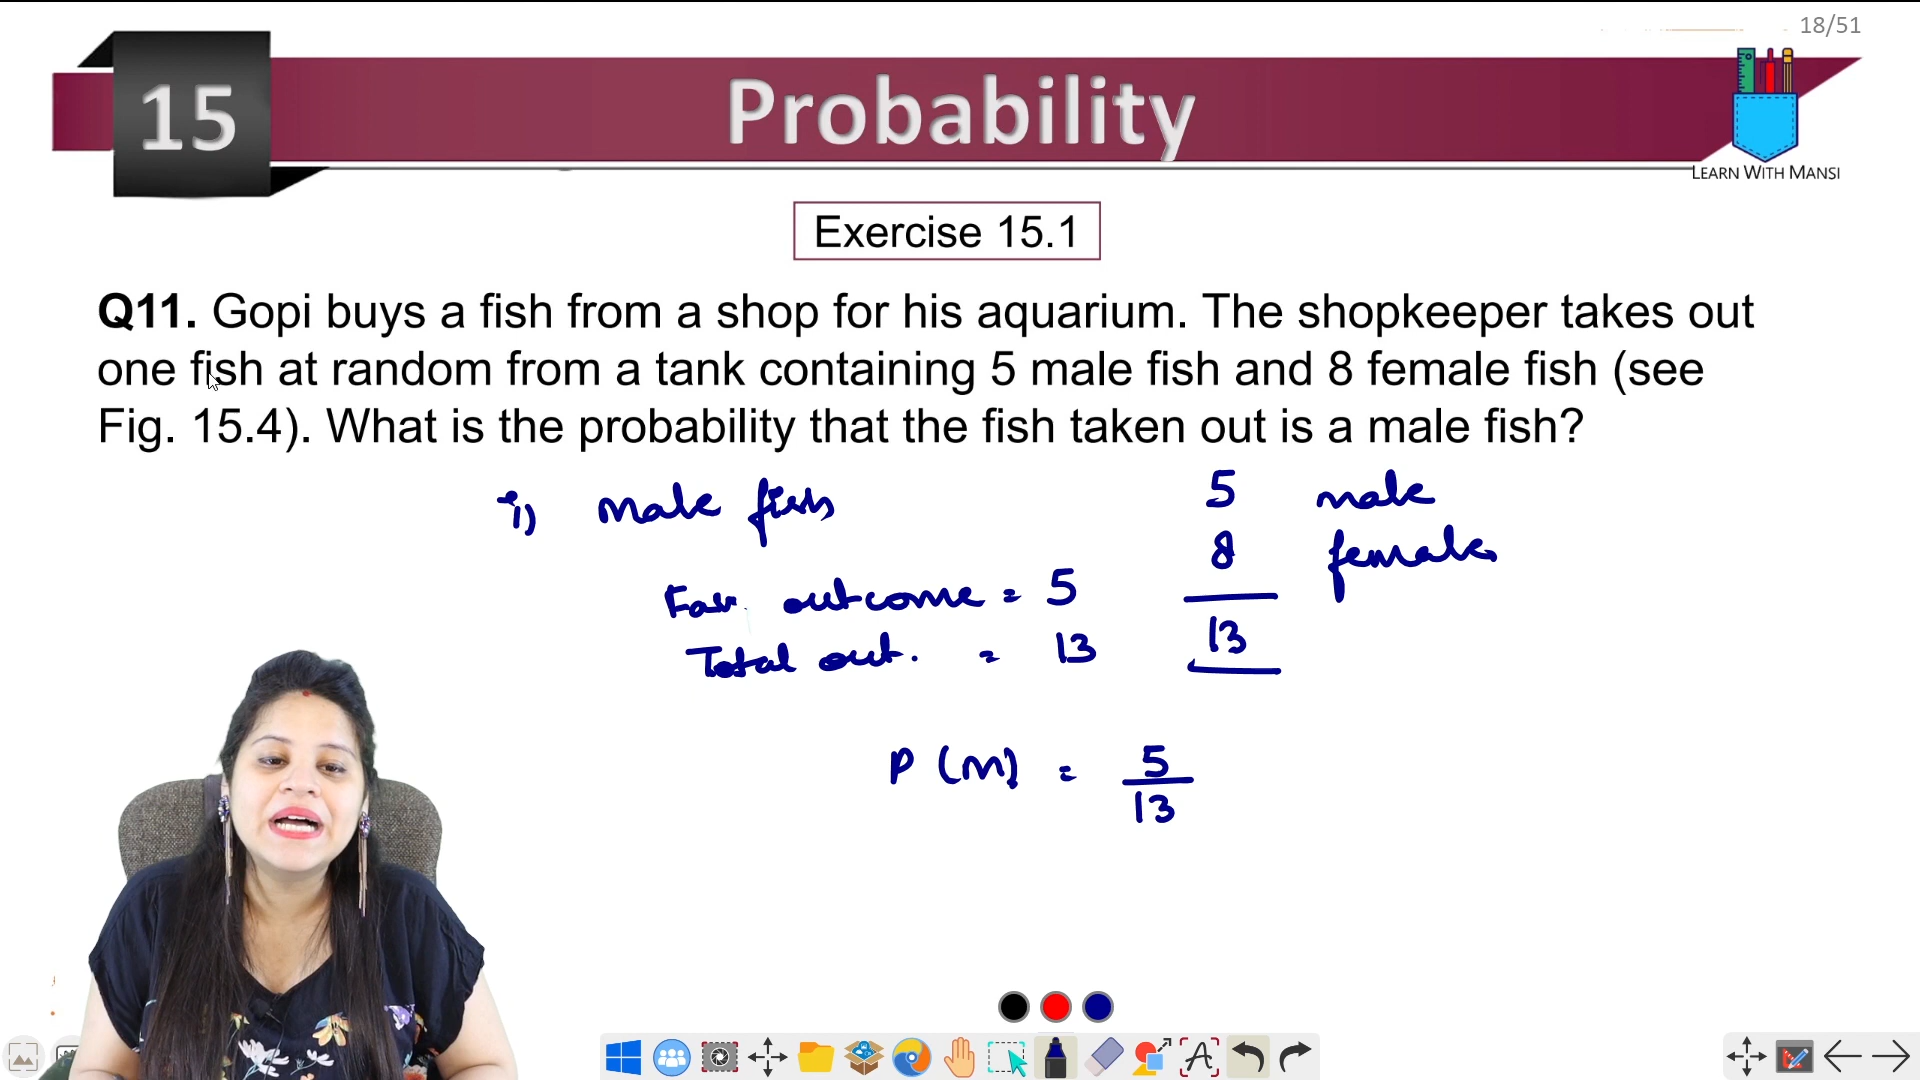 18/51
15
Probability
LEARN WITH MANSI
Exercise 15.1
Q11. Gopi buys a fish from a shop for his aquarium. The shopkeeper takes out
one fish at random from a tank containing 5 male fish and 8 female fish (see
Fig. 15.4). What is the probability that the fish taken out is a male fish?
i) Male fish
5 male
8 females
13
Fav. outcome = 5
Total out. = 13
P (M) = 5/13